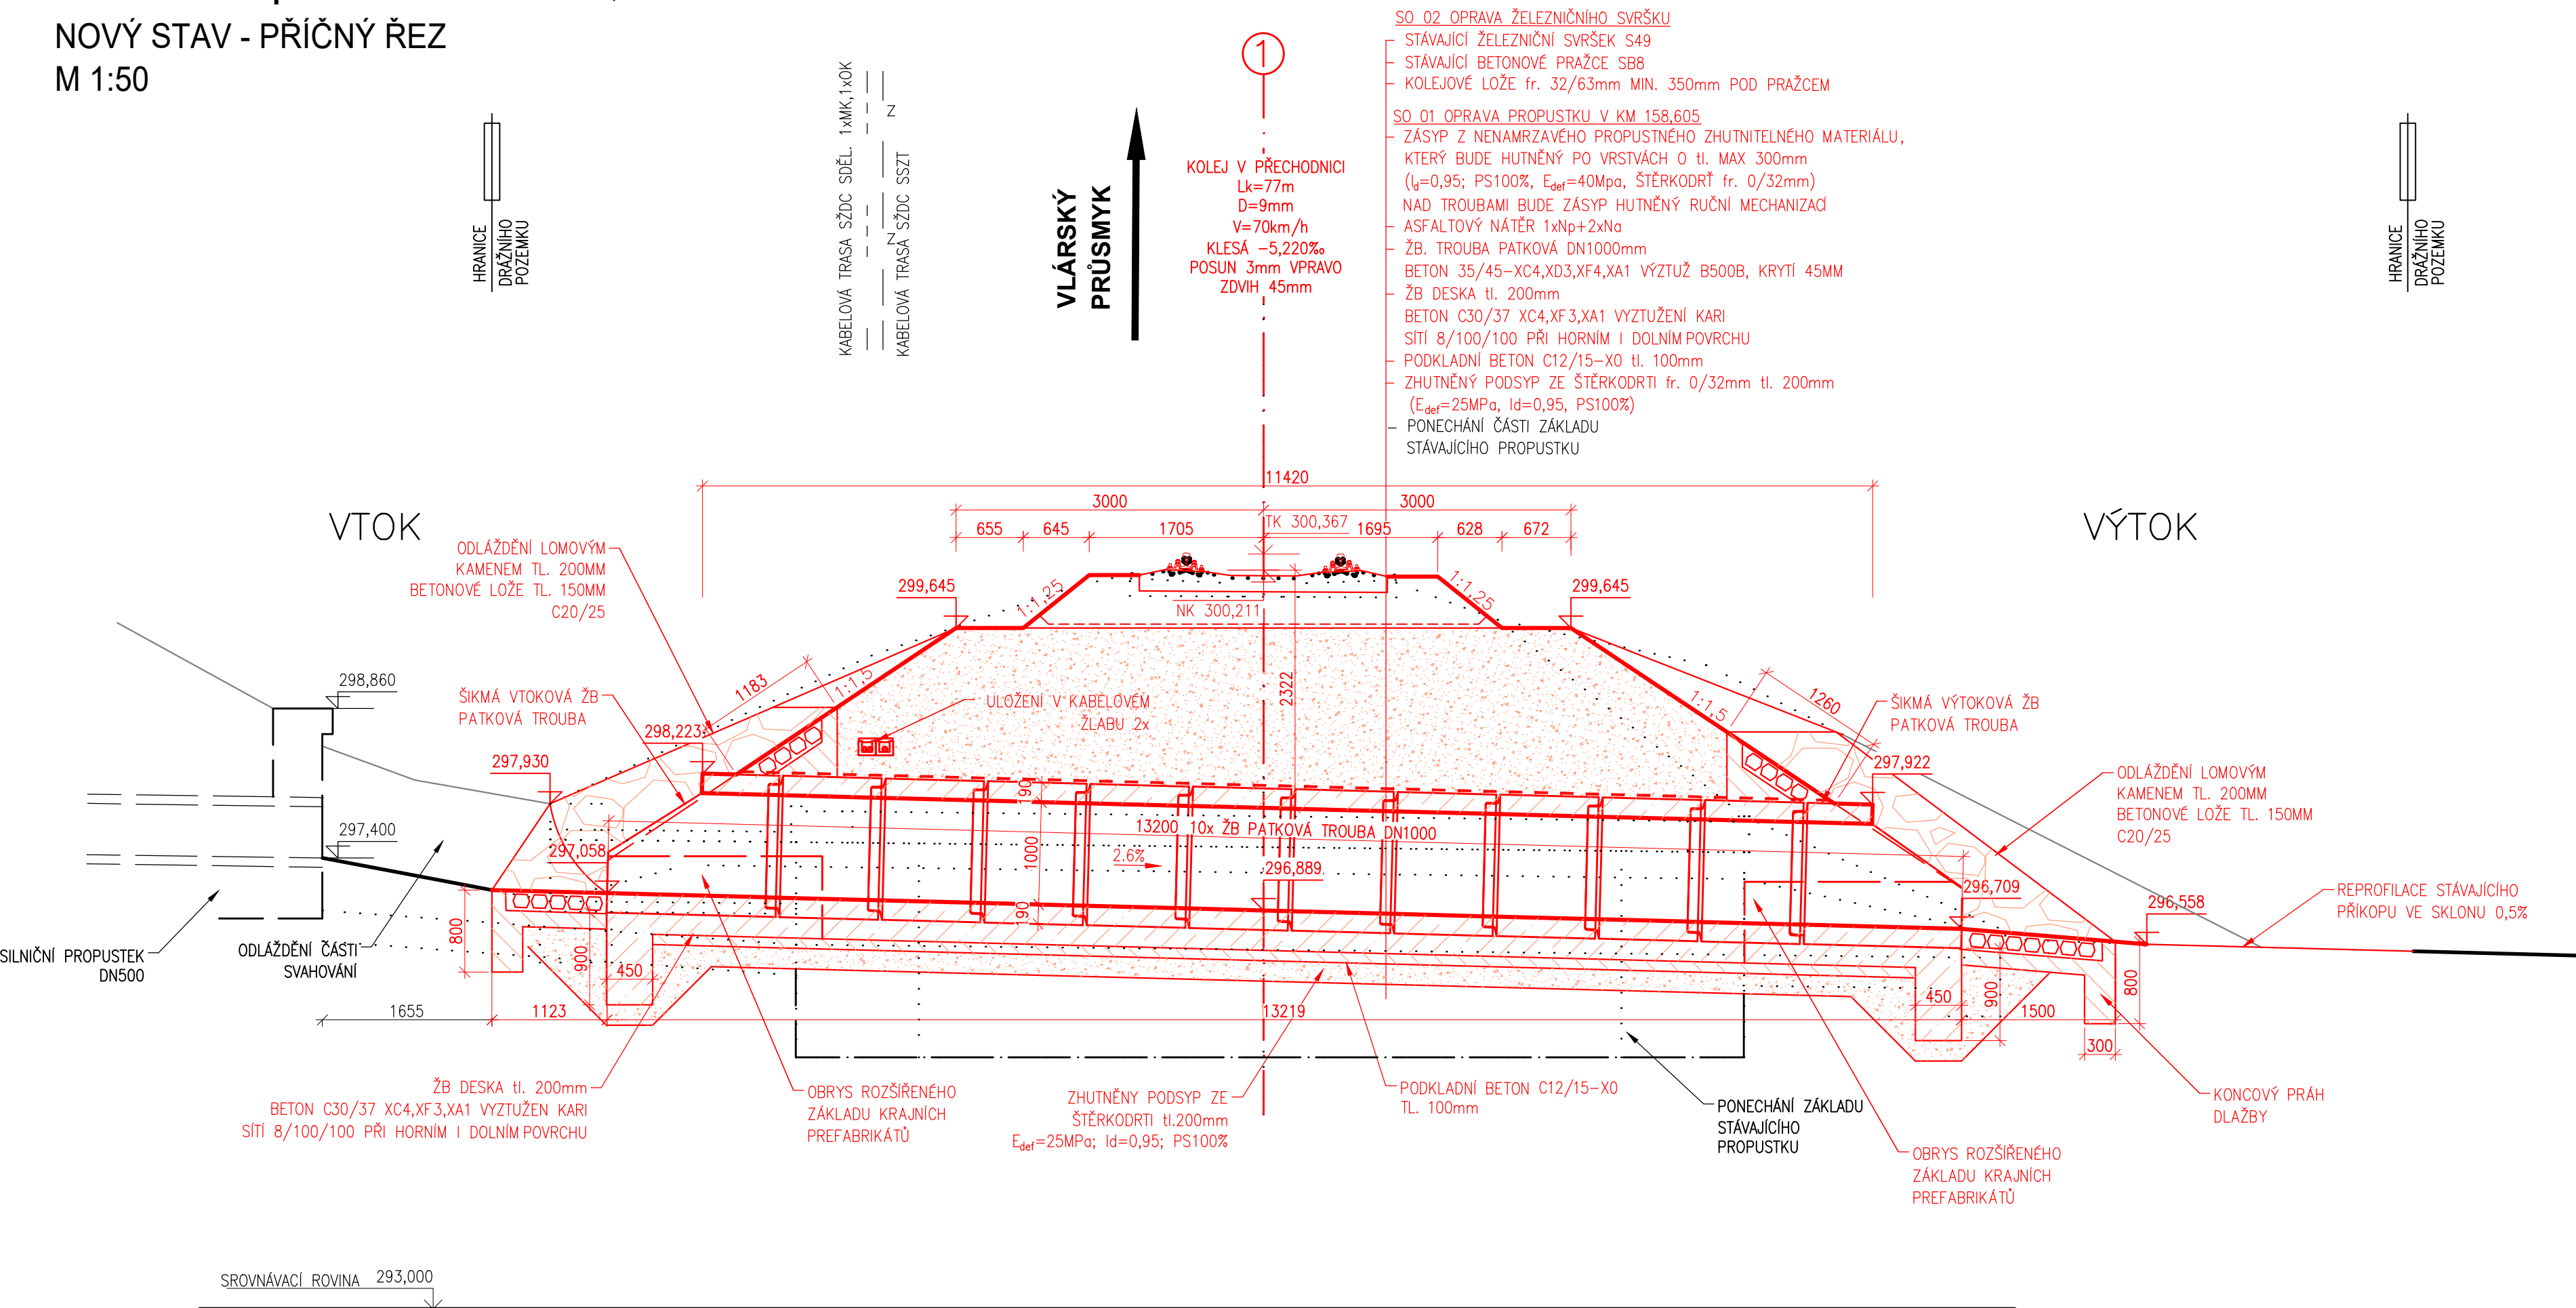 NOVÝ STAV - PŘÍČNÝ ŘEZ
M 1:50
HRANICE
DRÁŽNÍHO
POZEMKU
KABELOVÁ TRASA SŽDC SDĚL. 1xMK,1xOK
Z
Z
KABELOVÁ TRASA SŽDC SSZT
VLÁRSKÝ
PRŮSMYK
1
KOLEJ V PŘECHODNICI
Lk=77m
D=9mm
V=70km/h
KLESÁ -5,220‰
POSUN 3mm VPRAVO
ZDVIH 45mm
SO 02 OPRAVA ŽELEZNIČNÍHO SVRŠKU
STÁVAJÍCÍ ŽELEZNIČNÍ SVRŠEK S49
STÁVAJÍCÍ BETONOVÉ PRAŽCE SB8
KOLEJOVÉ LOŽE fr. 32/63mm MIN. 350mm POD PRAŽCEM
SO 01 OPRAVA PROPUSTKU V KM 158,605
ZÁSYP Z NENAMRZAVÉHO PROPUSTNÉHO ZHUTNITELNÉHO MATERIÁLU,
KTERÝ BUDE HUTNĚNÝ PO VRSTVÁCH O tl. MAX 300mm
(Id=0,95; PS100%, Edef=40Mpa, ŠTĚRKODRŤ fr. 0/32mm)
NAD TROUBAMI BUDE ZÁSYP HUTNĚNÝ RUČNÍ MECHANIZACÍ
ASFALTOVÝ NÁTĚR 1xNp+2xNa
ŽB. TROUBA PATKOVÁ DN1000mm
BETON 35/45-XC4,XD3,XF4,XA1 VÝZTUŽ B500B, KRYTÍ 45MM
ŽB DESKA tl. 200mm
BETON C30/37 XC4,XF3,XA1 VYZTUŽENÍ KARI
SÍTÍ 8/100/100 PŘI HORNÍM I DOLNÍM POVRCHU
PODKLADNÍ BETON C12/15-X0 tl. 100mm
ZHUTNĚNÝ PODSYP ZE ŠTĚRKODRTI fr. 0/32mm tl. 200mm
(Edef=25MPa, Id=0,95, PS100%)
PONECHÁNÍ ČÁSTI ZÁKLADU
STÁVAJÍCÍHO PROPUSTKU
HRANICE
DRÁŽNÍHO
POZEMKU
VTOK
VÝTOK
11420
3000
3000
655
645
1705
TK 300,367
1695
628
672
ODLÁŽDĚNÍ LOMOVÝM
KAMENEM TL. 200MM
BETONOVÉ LOŽE TL. 150MM
C20/25
299,645
1:1,25
NK 300,211
1:1,25
299,645
298,860
ŠIKMÁ VTOKOVÁ ŽB
PATKOVÁ TROUBA
1183
1:1,5
ULOŽENÍ V KABELOVÉM
ŽLABU 2x
2322
1:1,5
1260
ŠIKMÁ VÝTOKOVÁ ŽB
PATKOVÁ TROUBA
298,223
297,930
297,922
ODLÁŽDĚNÍ LOMOVÝM
KAMENEM TL. 200MM
BETONOVÉ LOŽE TL. 150MM
C20/25
190
297,400
297,058
13200 10x ŽB PATKOVÁ TROUBA DN1000
1000
2.6%
296,889
296,709
296,558
190
REPROFILACE STÁVAJÍCÍHO
PŘÍKOPU VE SKLONU 0,5%
SILNIČNÍ PROPUSTEK
DN500
ODLÁŽDĚNÍ ČÁSTI
SVAHOVÁNÍ
800
900
450
450
900
800
1655
1123
13219
1500
300
ŽB DESKA tl. 200mm
BETON C30/37 XC4,XF3,XA1 VYZTUŽEN KARI
SÍTÍ 8/100/100 PŘI HORNÍM I DOLNÍM POVRCHU
OBRYS ROZŠÍŘENÉHO
ZÁKLADU KRAJNÍCH
PREFABRIKÁTŮ
ZHUTNĚNY PODSYP ZE
ŠTĚRKODRTI tl.200mm
Edef=25MPa; Id=0,95; PS100%
PODKLADNÍ BETON C12/15-X0
TL. 100mm
PONECHÁNÍ ZÁKLADU
STÁVAJÍCÍHO
PROPUSTKU
KONCOVÝ PRÁH
DLAŽBY
OBRYS ROZŠÍŘENÉHO
ZÁKLADU KRAJNÍCH
PREFABRIKÁTŮ
SROVNÁVACÍ ROVINA 293,000